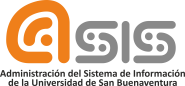 asis
Administración del Sistema de Información
de la Universidad de San Buenaventura